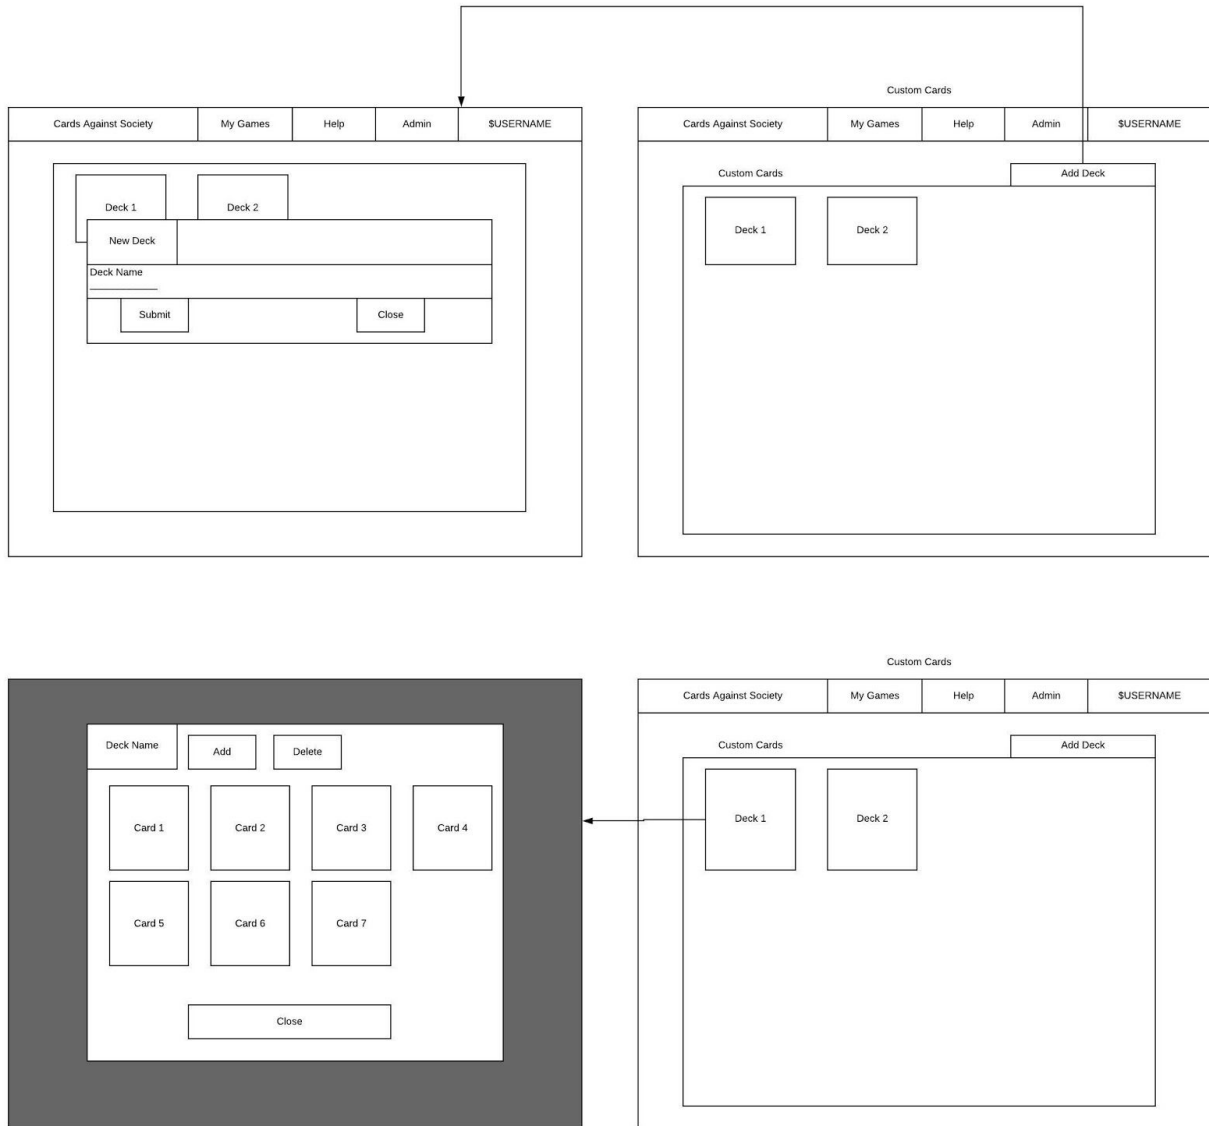 Custom Cards
Cards Against Society My Games Help Admin $USERNAME
Deck 1 Deck 2
New Deck
Deck Name
Submit Close
Cards Against Society My Games Help Admin $USERNAME
Custom Cards Add Deck
Deck 1 Deck 2
Custom Cards
Deck Name Add Delete
Card 1 Card 2 Card 3 Card 4
Card 5 Card 6 Card 7
Close
Cards Against Society My Games Help Admin $USERNAME
Custom Cards Add Deck
Deck 1 Deck 2